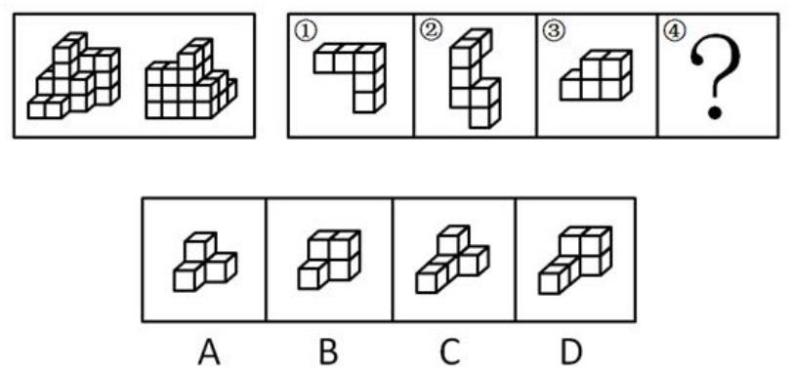 ① ② ③ ④ ?
A B C D